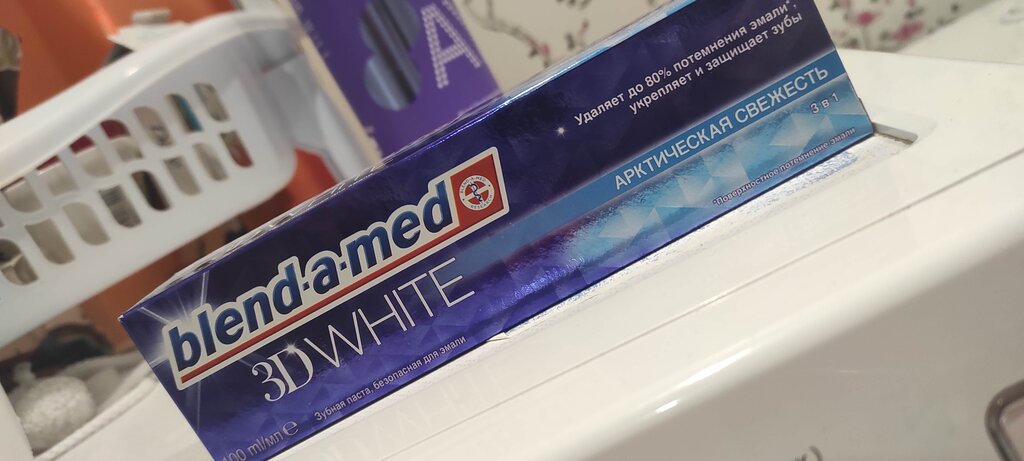 A
blend-a-med
3D WHITE
Зубная паста, безопасная для эмали
100 ml/мл e
Удаляет до 80% потемнения эмали*,
укрепляет и защищает зубы
АРКТИЧЕСКАЯ СВЕЖЕСТЬ
3 в 1
*Поверхностное потемнение эмали